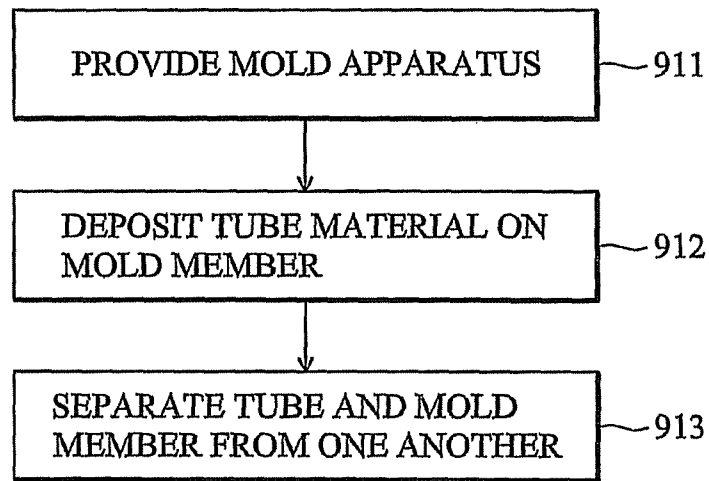 PROVIDE MOLD APPARATUS
911
DEPOSIT TUBE MATERIAL ON
MOLD MEMBER
912
SEPARATE TUBE AND MOLD
MEMBER FROM ONE ANOTHER
913